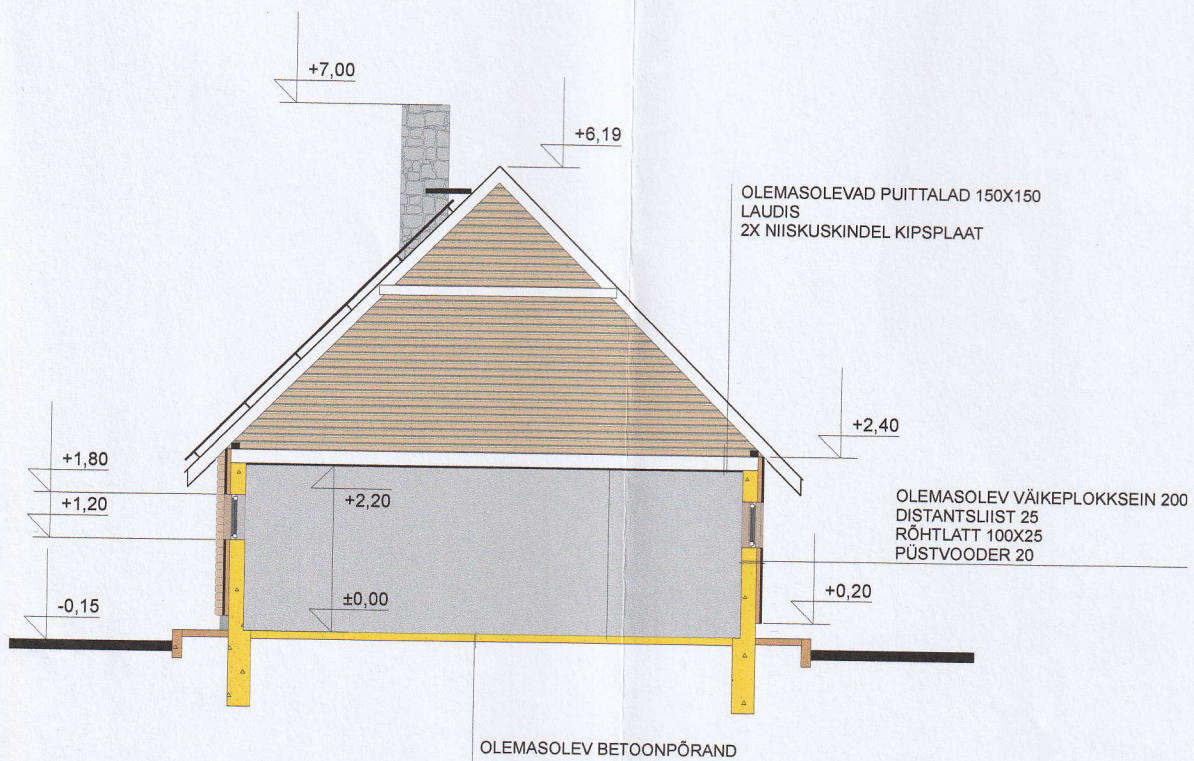 +7,00
+6,19
OLEMASOLEVAD PUITTALAD 150X150
LAUDIS
2X NIISKUSKINDEL KIPSPLAAT
+2,40
+1,80
+1,20
+2,20
OLEMASOLEV VÄIKEPLOKKSEIN 200
DISTANTSLIIST 25
RÕHTLATT 100X25
PÜSTVOODER 20
-0,15
±0,00
+0,20
OLEMASOLEV BETOONPÕRAND